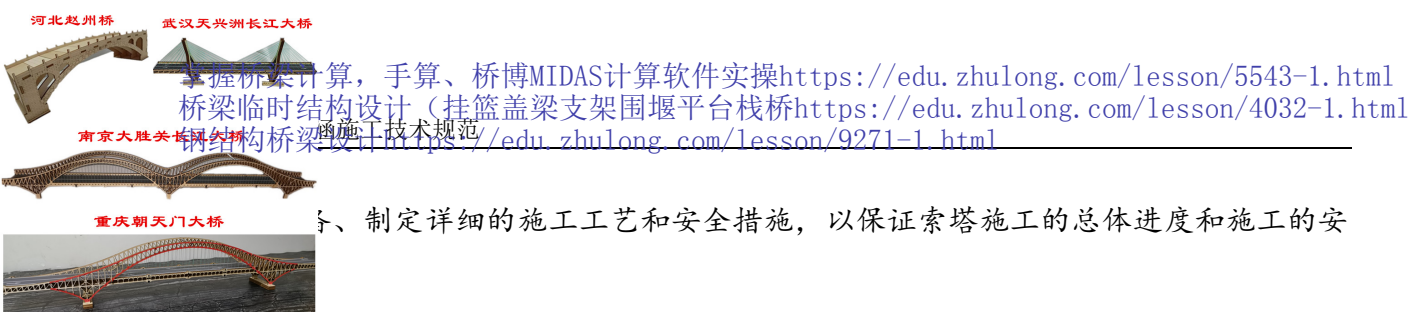 河北赵州桥
武汉天兴洲长江大桥
掌握桥梁计算，手算、桥博MIDAS计算软件实操https://edu.zhulong.com/lesson/5543-1.html
桥梁临时结构设计（挂篮盖梁支架围堰平台栈桥https://edu.zhulong.com/lesson/4032-1.html
涵施工技术规范
南京大胜关长江大桥
钢结构桥梁设计https://edu.zhulong.com/lesson/9271-1.html
、制定详细的施工工艺和安全措施，以保证索塔施工的总体进度和施工的安
重庆朝天门大桥